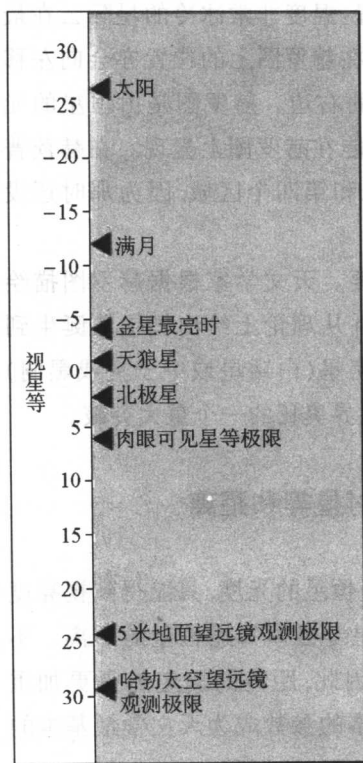 -30
太阳
-25
-20
-15
满月
-10
-5
金星最亮时
天狼星
0
北极星
5
肉眼可见星等极限
视星等
10
15
20
25
5米地面望远镜观测极限
哈勃太空望远镜
观测极限
30